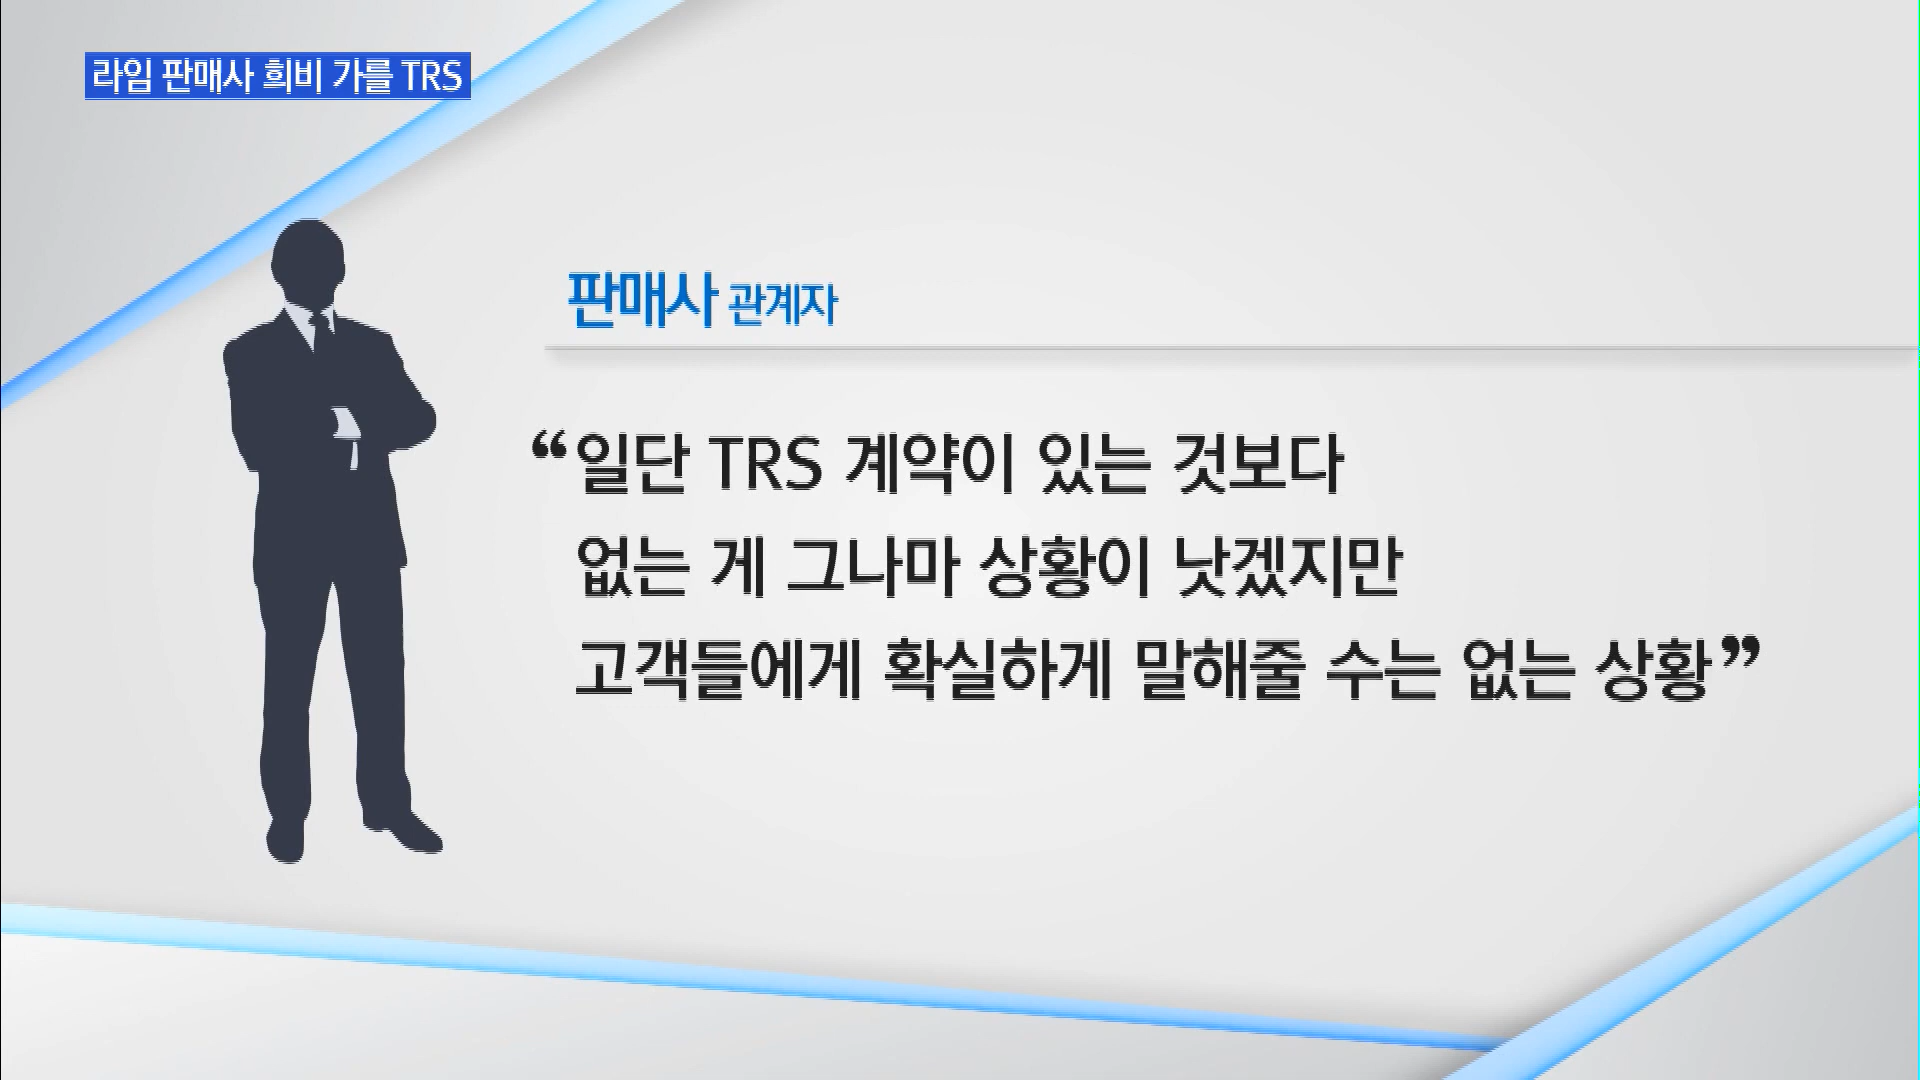 라임 판매사 희비 가를 TRS
판매사 관계자
“일단 TRS 계약이 있는 것보다
없는 게 그나마 상황이 낫겠지만
고객들에게 확실하게 말해줄 수는 없는 상황”